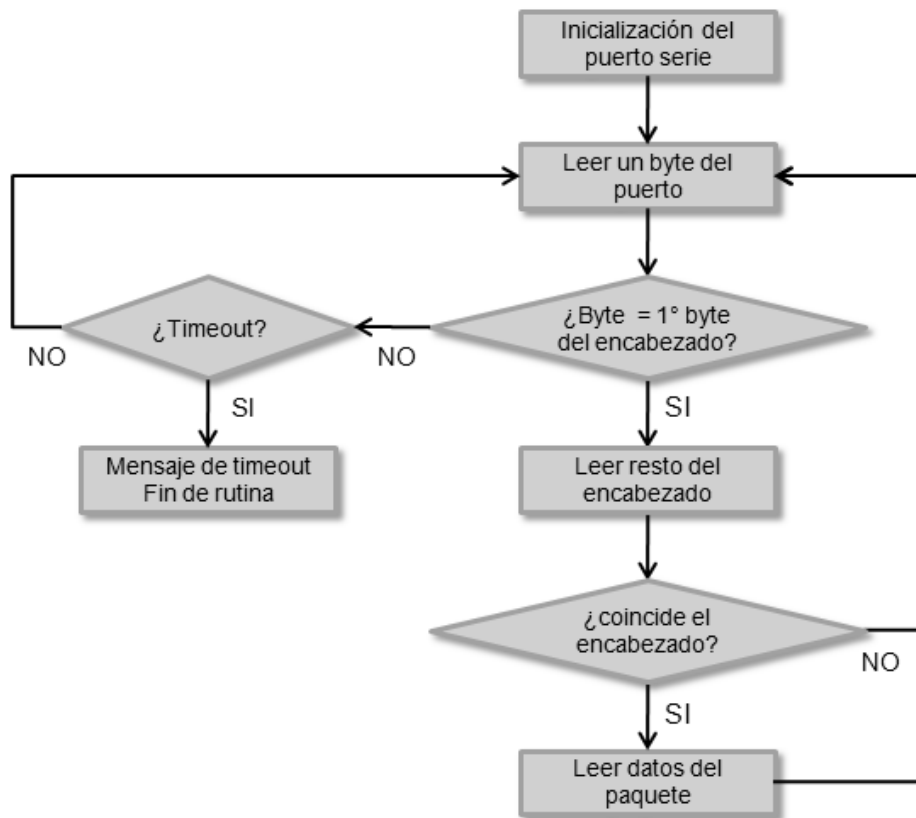 Inicialización del
puerto serie
Leer un byte del
puerto
¿Timeout?
¿Byte = 1° byte
del encabezado?
NO
NO
SI
SI
Mensaje de timeout
Fin de rutina
Leer resto del
encabezado
¿coincide el
encabezado?
NO
SI
Leer datos del
paquete